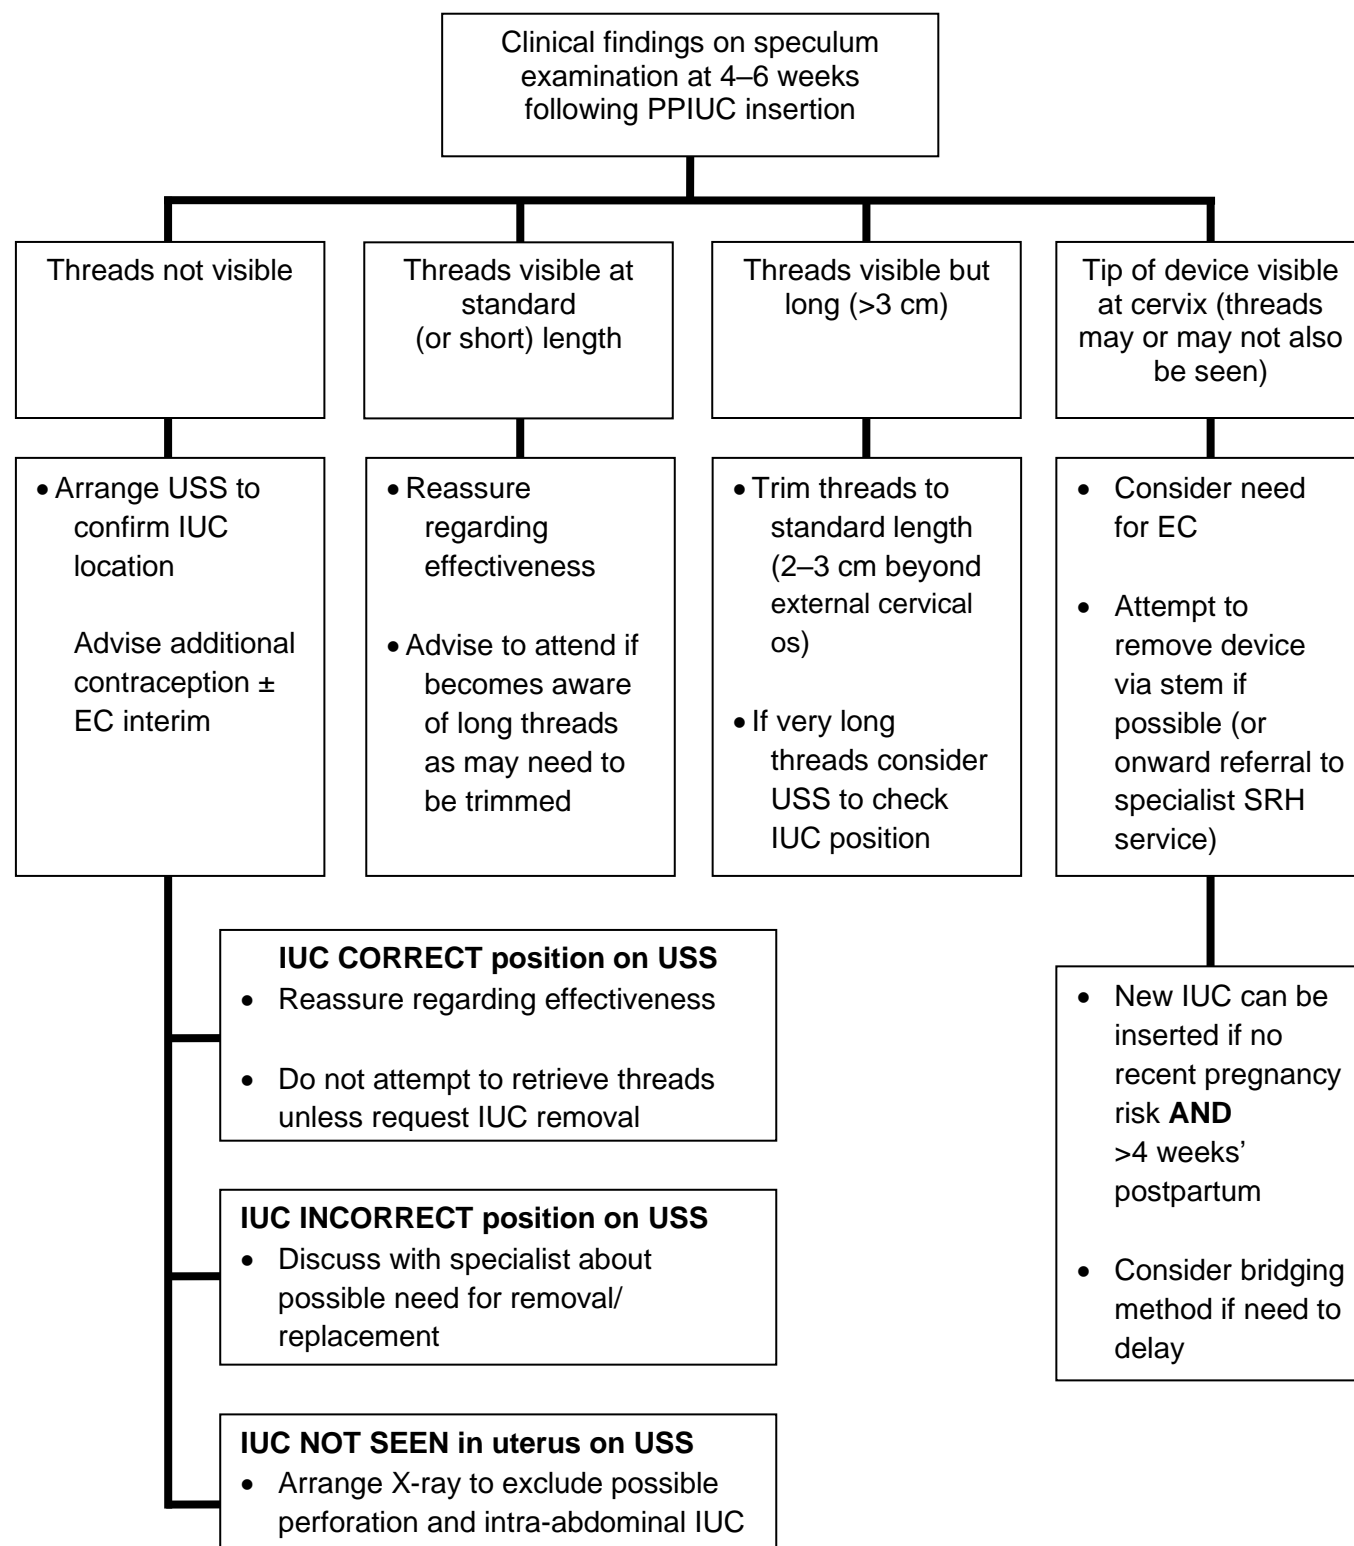 Clinical findings on speculum
examination at 4–6 weeks
following PPIUC insertion
Threads not visible
Threads visible at
standard
(or short) length
Threads visible but
long (>3 cm)
Tip of device visible
at cervix (threads
may or may not also
be seen)
• Arrange USS to
confirm IUC
location
Advise additional
contraception ±
EC interim
• Reassure
regarding
effectiveness
• Advise to attend if
becomes aware
of long threads
as may need to
be trimmed
• Trim threads to
standard length
(2–3 cm beyond
external cervical
os)
• If very long
threads consider
USS to check
IUC position
• Consider need
for EC
• Attempt to
remove device
via stem if
possible (or
onward referral to
specialist SRH
service)
IUC CORRECT position on USS
• Reassure regarding effectiveness
• Do not attempt to retrieve threads
unless request IUC removal
IUC INCORRECT position on USS
• Discuss with specialist about
possible need for removal/
replacement
IUC NOT SEEN in uterus on USS
• Arrange X-ray to exclude possible
perforation and intra-abdominal IUC
• New IUC can be
inserted if no
recent pregnancy
risk AND
>4 weeks’
postpartum
• Consider bridging
method if need to
delay